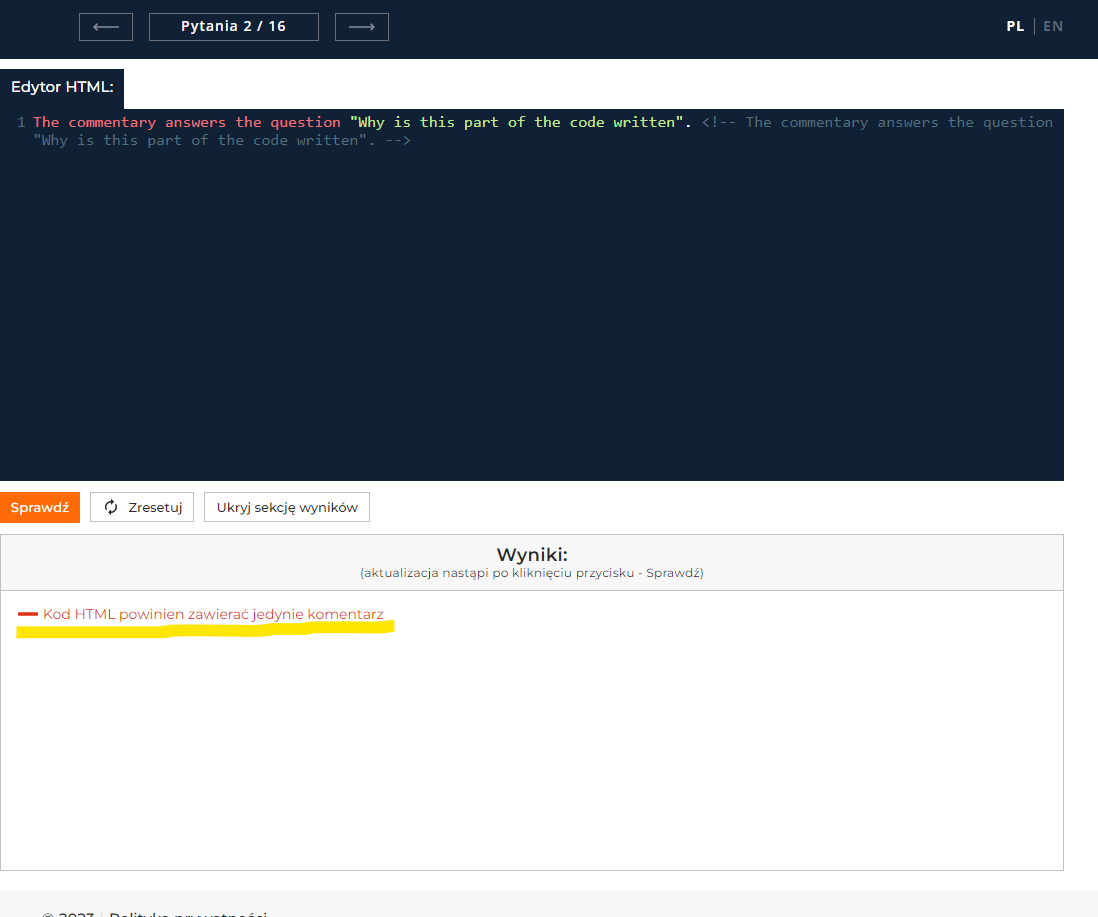 Pytania 2 / 16
PL EN
Edytor HTML:
1 The commentary answers the question "Why is this part of the code written". <!-- The commentary answers the question
"Why is this part of the code written". -->
Sprawdź Zresetuj Ukryj sekcję wyników
Wyniki:
(aktualizacja nastąpi po kliknięciu przycisku - Sprawdź)
Kod HTML powinien zawierać jedynie komentarz
© 2023 | Polityka prywatności